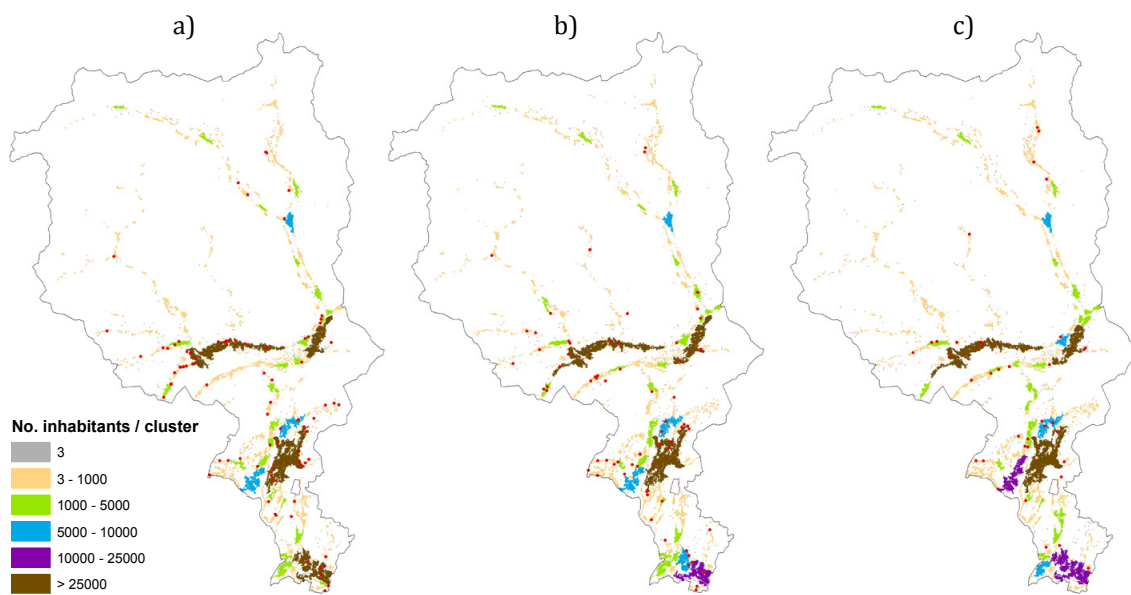 a)
b)
c)
No. inhabitants / cluster
3
3 - 1000
1000 - 5000
5000 - 10000
10000 - 25000
> 25000